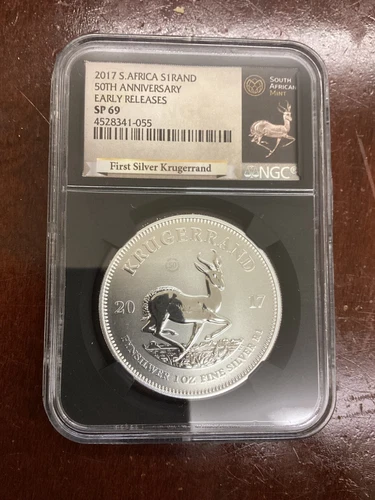 2017 S.AFRICA S1RAND
50TH ANNIVERSARY
EARLY RELEASES
SP 69
4528341-055
First Silver Krugerrand
SOUTH
AFRICAN
MINT
NGC
KRUGERRAND
20 17
FYNSILWER 1 OZ FINE SILVER R1